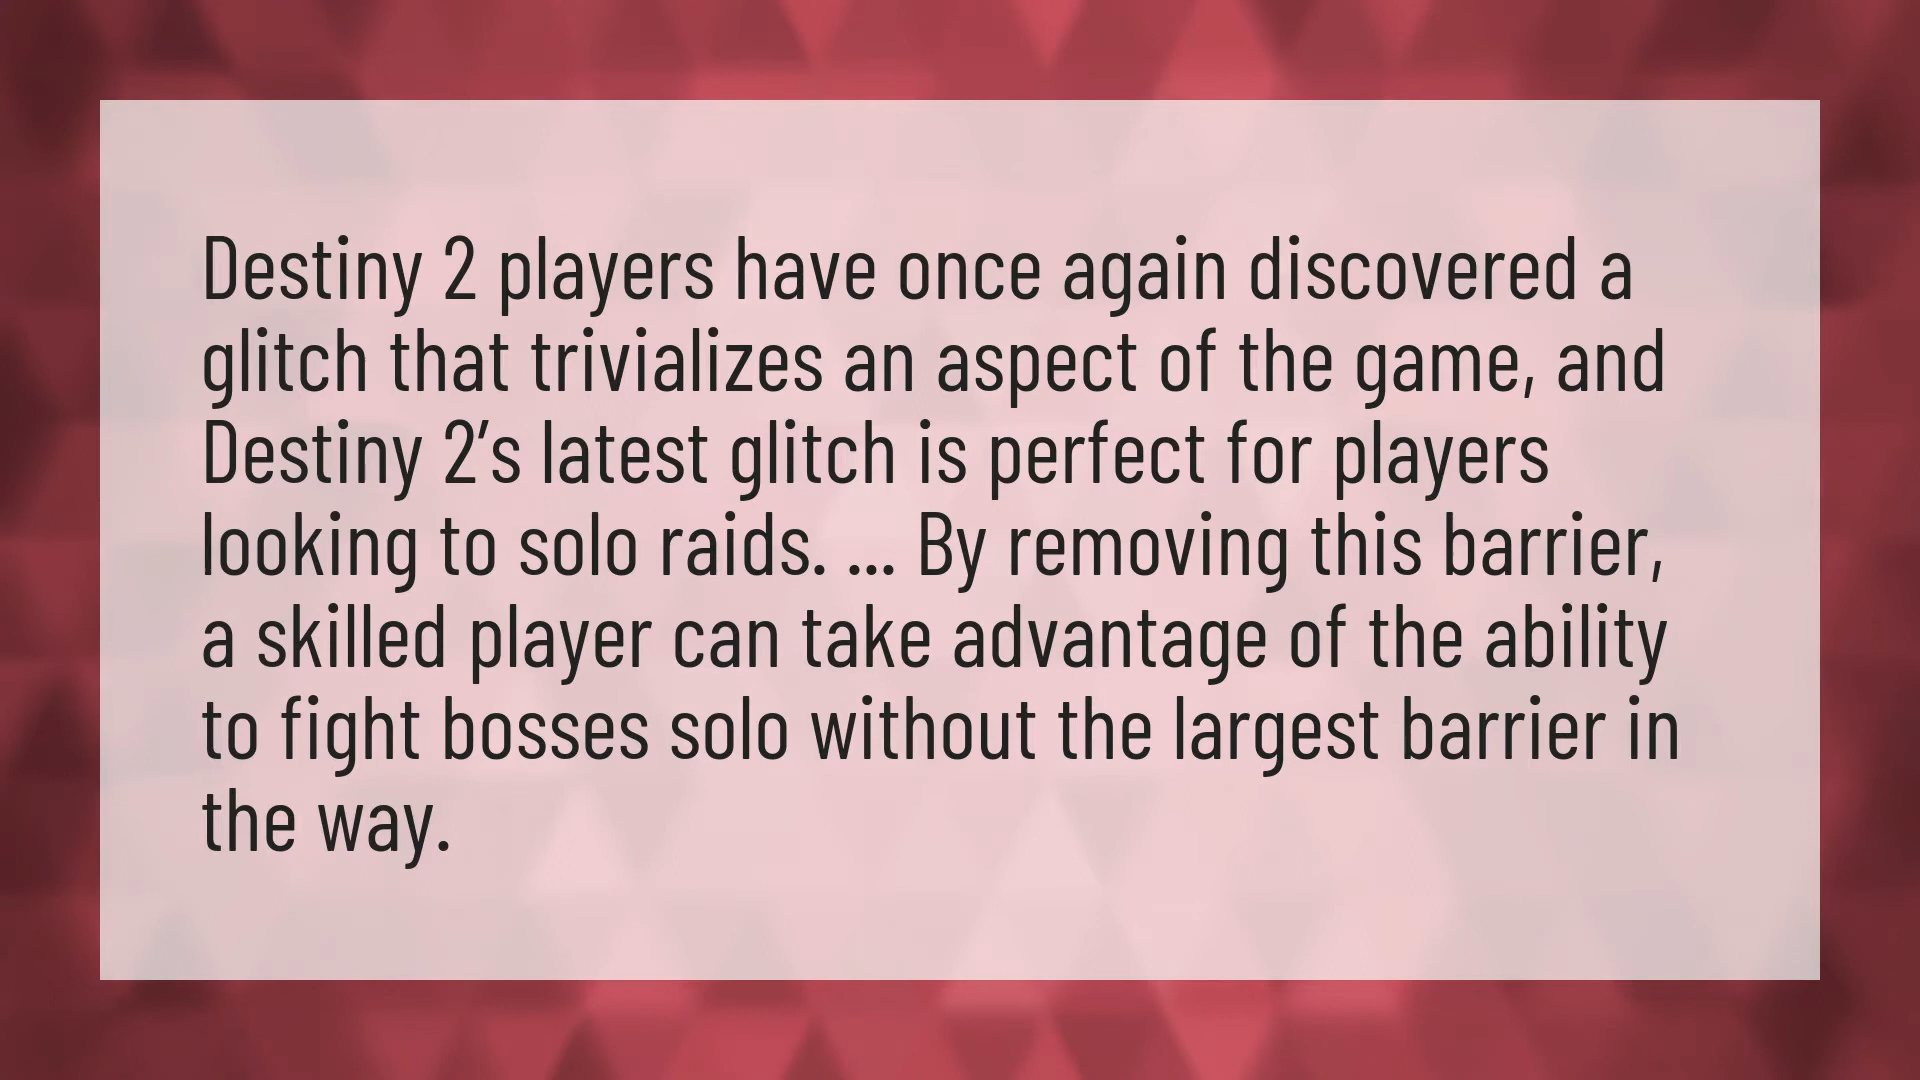 Destiny 2 players have once again discovered a
glitch that trivializes an aspect of the game, and
Destiny 2’s latest glitch is perfect for players
looking to solo raids. ... By removing this barrier,
a skilled player can take advantage of the ability
to fight bosses solo without the largest barrier in
the way.